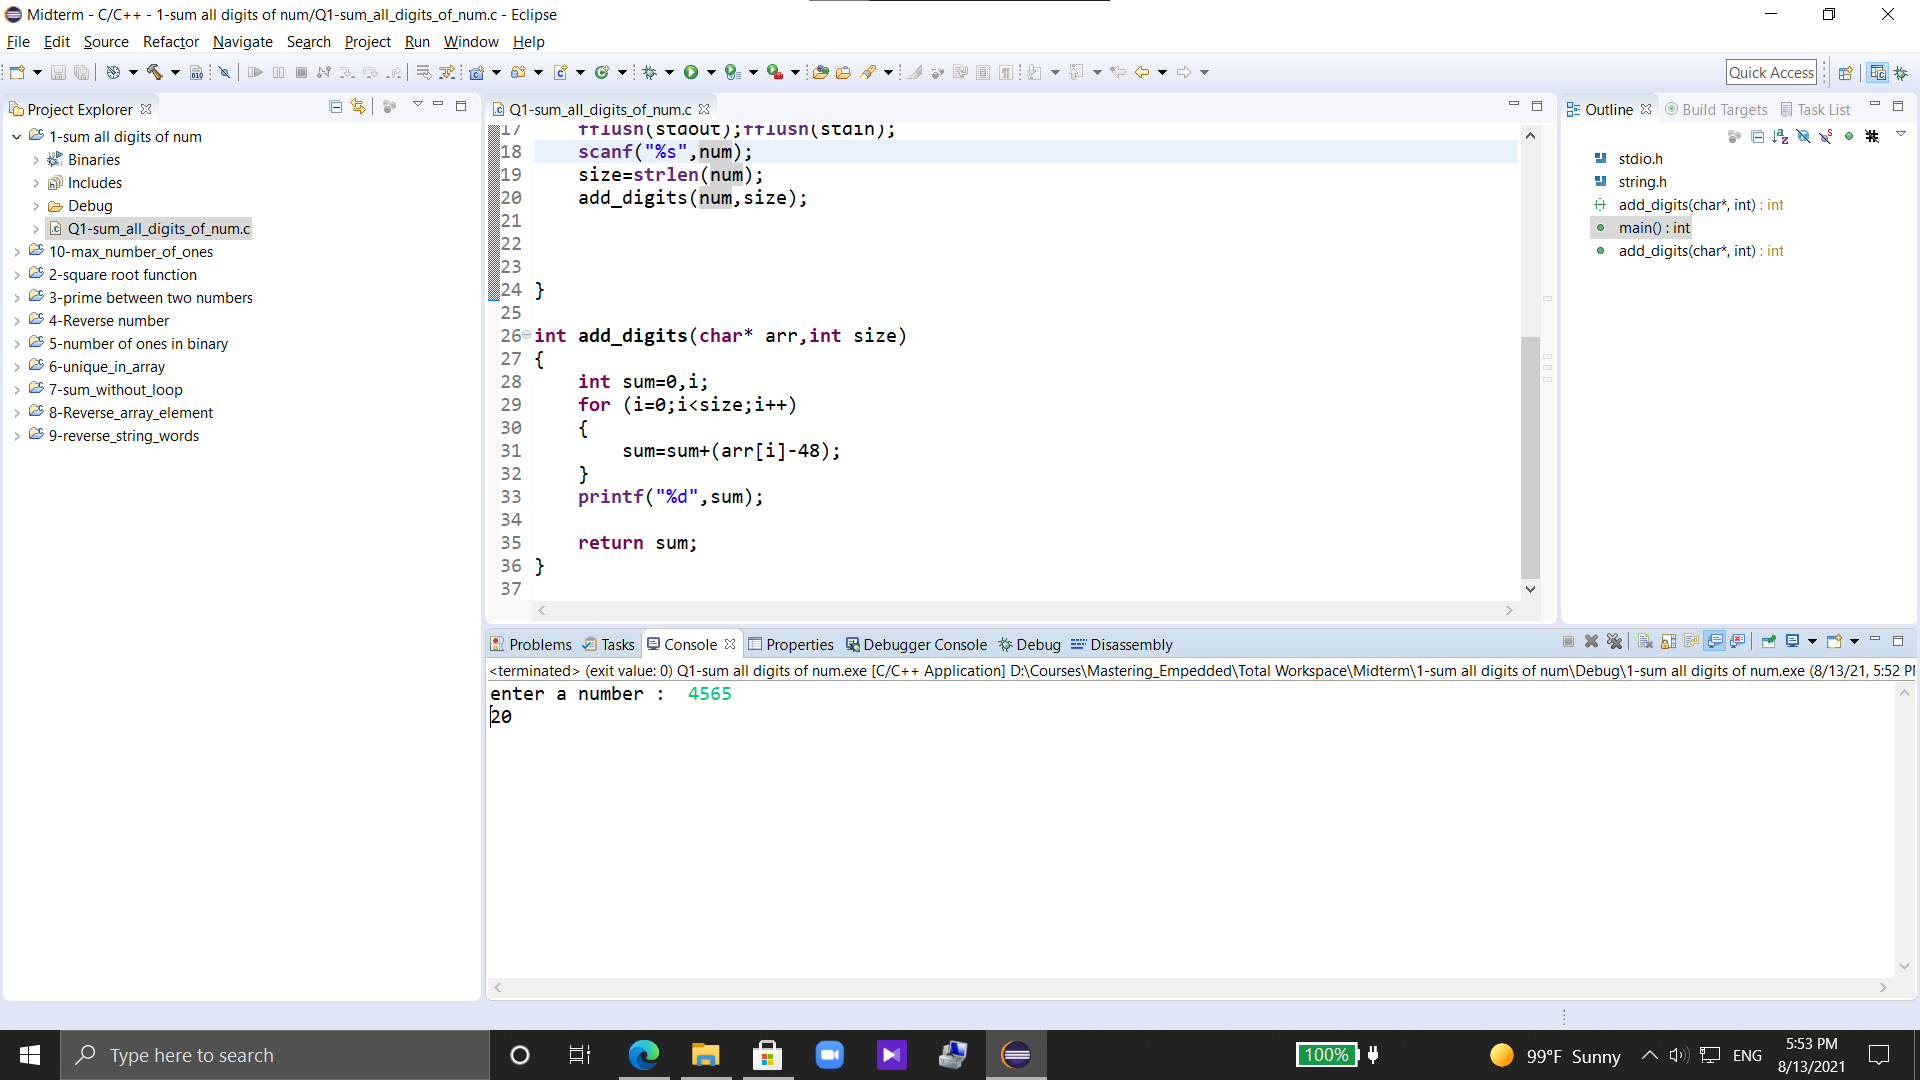 Midterm - C/C++ - 1-sum all digits of num/Q1-sum_all_digits_of_num.c - Eclipse
File Edit Source Refactor Navigate Search Project Run Window Help
Quick Access
Project Explorer
1-sum all digits of num
Binaries
Includes
Debug
Q1-sum_all_digits_of_num.c
10-max_number_of_ones
2-square root function
3-prime between two numbers
4-Reverse number
5-number of ones in binary
6-unique_in_array
7-sum_without_loop
8-Reverse_array_element
9-reverse_string_words
Q1-sum_all_digits_of_num.c
17 fflush(stdout);fflush(stdin);
18 scanf("%s",num);
19 size=strlen(num);
20 add_digits(num,size);
21
22
23
24 }
25
26 int add_digits(char* arr,int size)
27 {
28 int sum=0,i;
29 for (i=0;i<size;i++)
30 {
31 sum=sum+(arr[i]-48);
32 }
33 printf("%d",sum);
34
35 return sum;
36 }
37
Outline Build Targets Task List
stdio.h
string.h
add_digits(char*, int) : int
main() : int
add_digits(char*, int) : int
Problems Tasks Console Properties Debugger Console Debug Disassembly
<terminated> (exit value: 0) Q1-sum all digits of num.exe [C/C++ Application] D:\Courses\Mastering_Empedded\Total Workspace\Midterm\1-sum all digits of num\Debug\1-sum all digits of num.exe (8/13/21, 5:52 PM
enter a number : 4565
20
Type here to search
100%
99°F Sunny
ENG
5:53 PM
8/13/2021